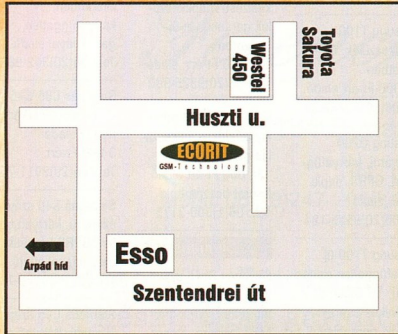 Westel
450
Toyota
Sakura
Huszti u.
ECORIT
GSM - Technology
Árpád híd
Esso
Szentendrei út